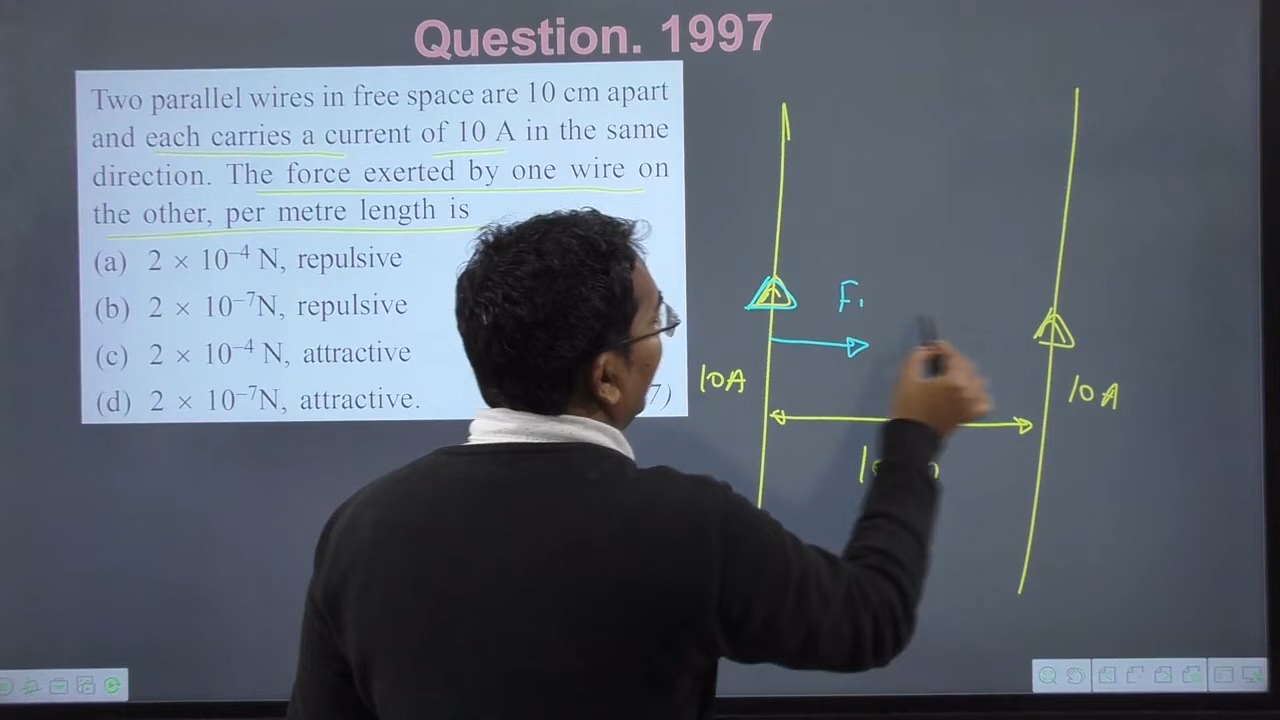 Question. 1997
Two parallel wires in free space are 10 cm apart
and each carries a current of 10 A in the same
direction. The force exerted by one wire on
the other, per metre length is
(a) 2 × 10⁻⁴ N, repulsive
(b) 2 × 10⁻⁷N, repulsive
(c) 2 × 10⁻⁴ N, attractive
(d) 2 × 10⁻⁷N, attractive.
7)
F₁
10A
10A